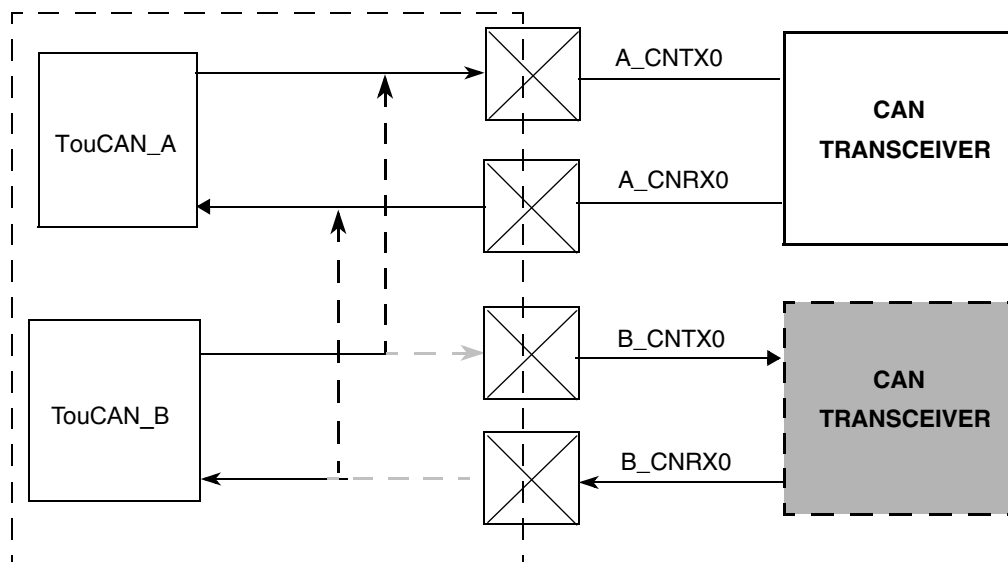 A_CNTX0
CAN
TRANSCEIVER
TouCAN_A
A_CNRX0
B_CNTX0
CAN
TRANSCEIVER
TouCAN_B
B_CNRX0